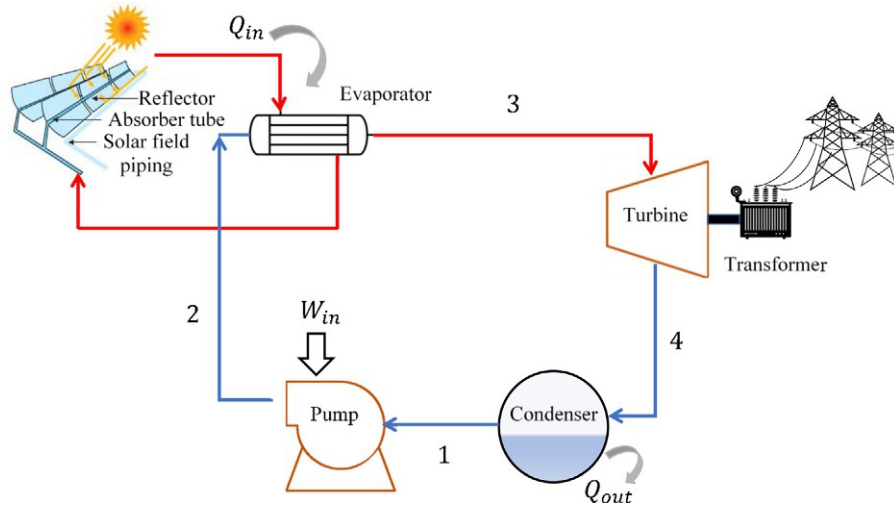 Q_in
Evaporator
3
Reflector
Absorber tube
Solar field
piping
Turbine
Transformer
2
W_in
4
Pump
Condenser
1
Q_out